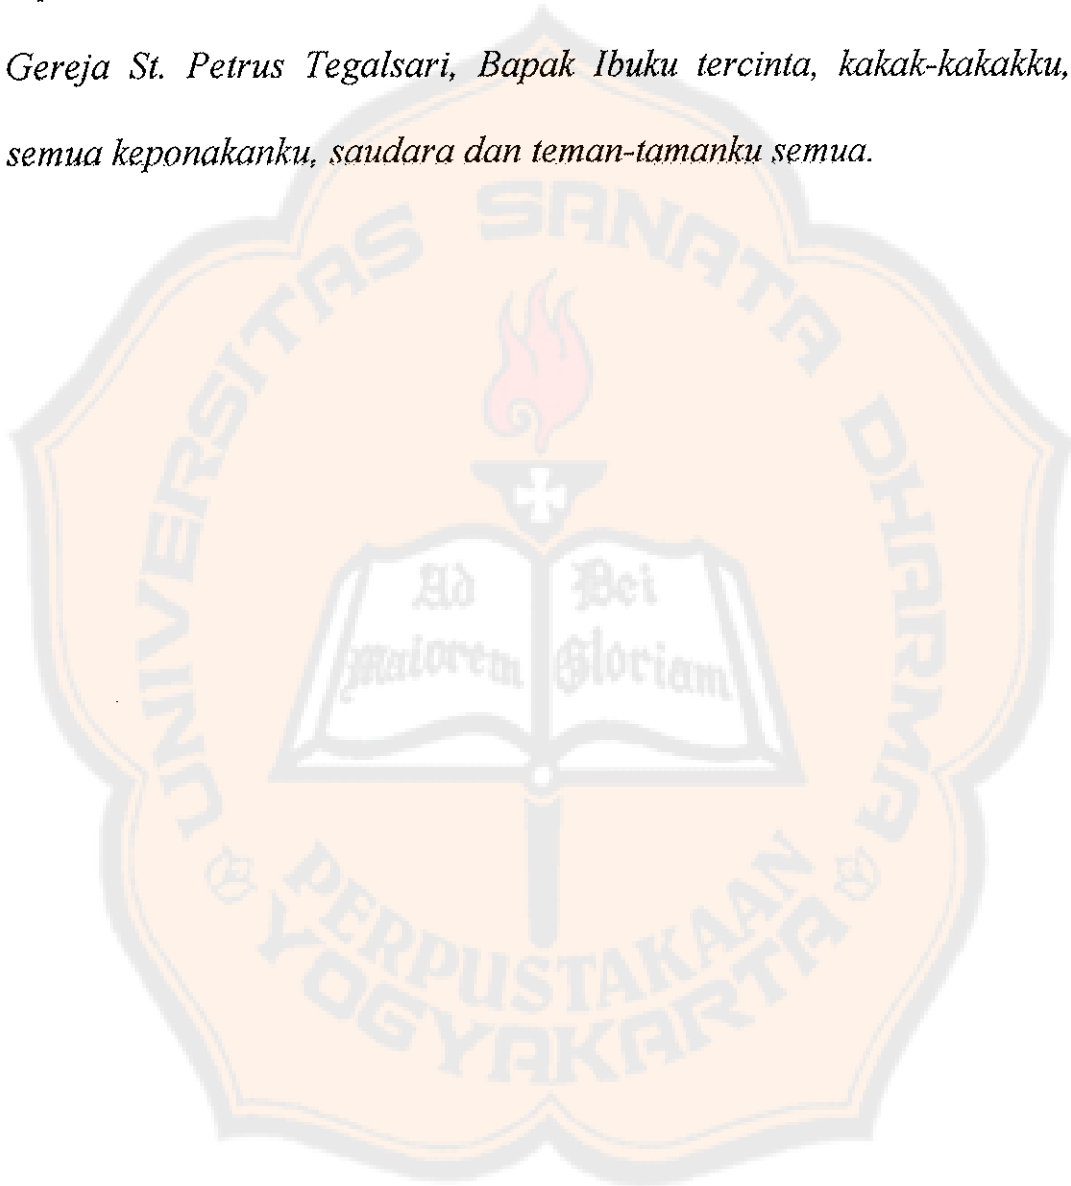 Gereja St. Petrus Tegalsari, Bapak Ibuku tercinta, kakak-kakakku,
semua keponakanku, saudara dan teman-tamanku semua.
UNIVERSITAS SANATA DHARMA
Ad
Maiorem
Dei
Gloriam
PERPUSTAKAAN
YOGYAKARTA